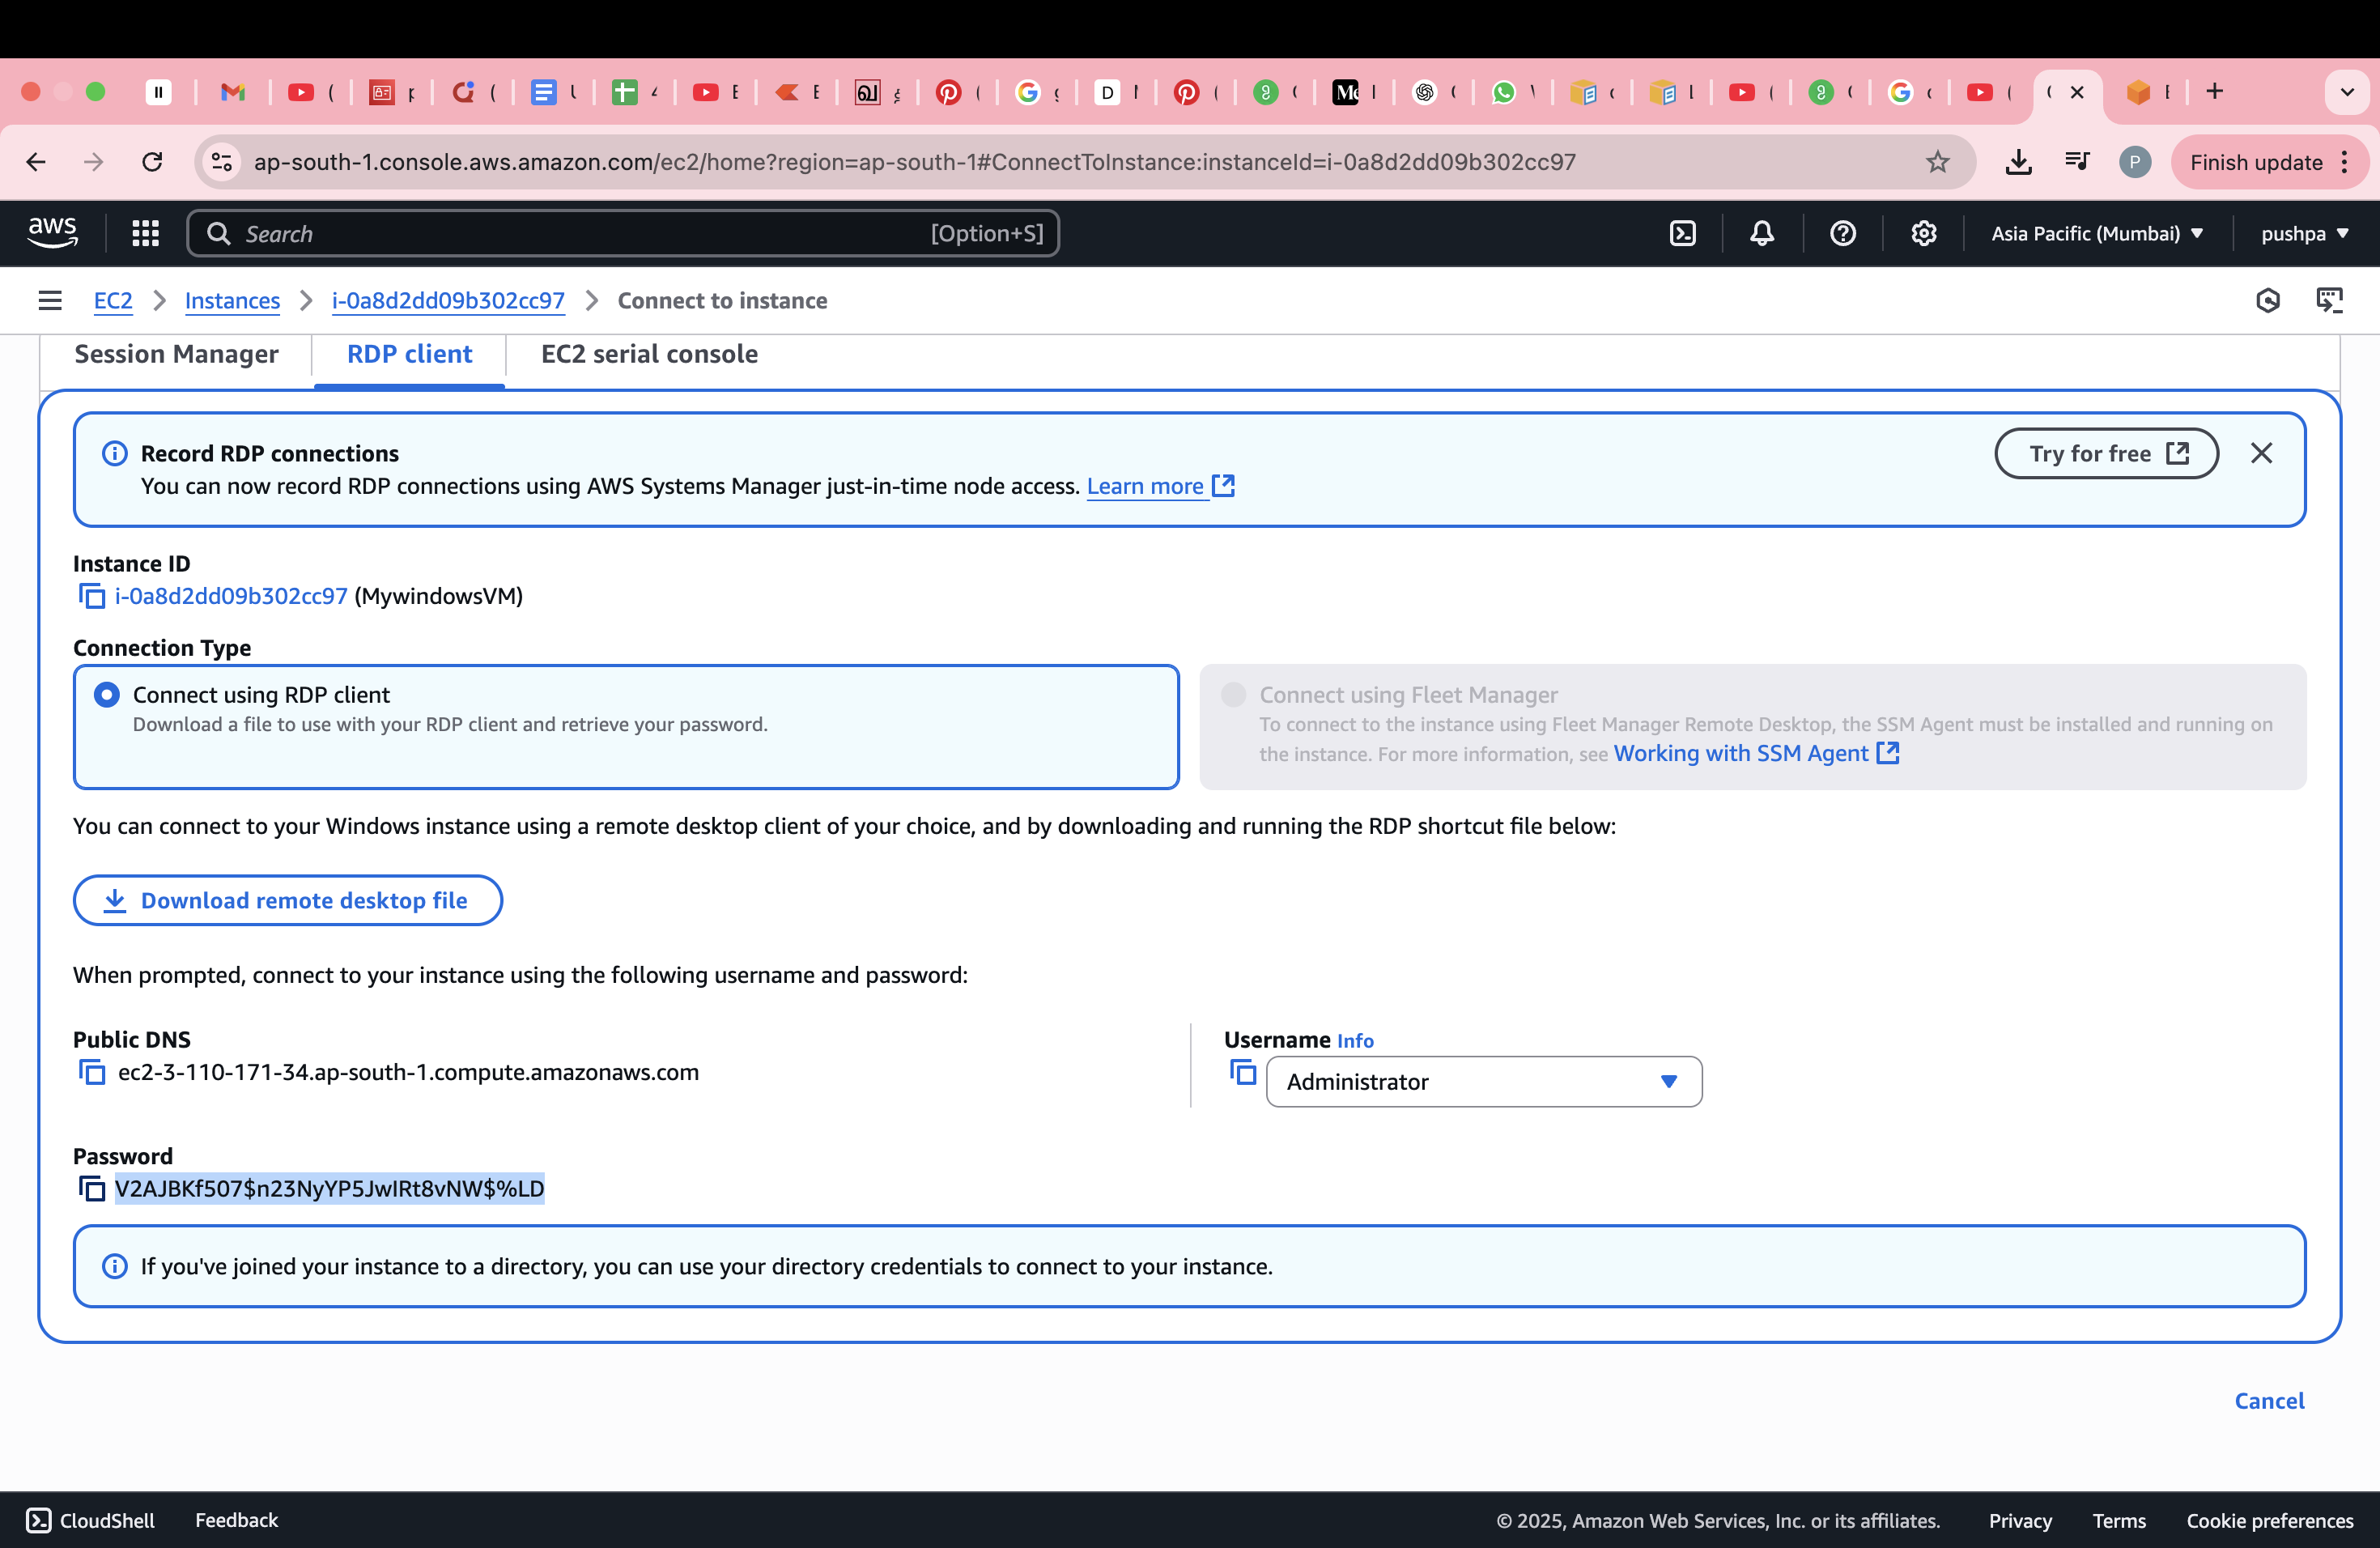 ap-south-1.console.aws.amazon.com/ec2/home?region=ap-south-1#ConnectToInstance:instanceId=i-0a8d2dd09b302cc97
P
Finish update
aws
Search
[Option+S]
Asia Pacific (Mumbai)
pushpa
EC2
Instances
i-0a8d2dd09b302cc97
Connect to instance
Session Manager
RDP client
EC2 serial console
Record RDP connections
You can now record RDP connections using AWS Systems Manager just-in-time node access. Learn more
Try for free
Instance ID
i-0a8d2dd09b302cc97 (MywindowsVM)
Connection Type
Connect using RDP client
Download a file to use with your RDP client and retrieve your password.
Connect using Fleet Manager
To connect to the instance using Fleet Manager Remote Desktop, the SSM Agent must be installed and running on
the instance. For more information, see Working with SSM Agent
You can connect to your Windows instance using a remote desktop client of your choice, and by downloading and running the RDP shortcut file below:
Download remote desktop file
When prompted, connect to your instance using the following username and password:
Public DNS
ec2-3-110-171-34.ap-south-1.compute.amazonaws.com
Username Info
Administrator
Password
V2AJBKf507$n23NyYP5JwIRt8vNW$%LD
If you've joined your instance to a directory, you can use your directory credentials to connect to your instance.
Cancel
CloudShell
Feedback
© 2025, Amazon Web Services, Inc. or its affiliates.
Privacy
Terms
Cookie preferences